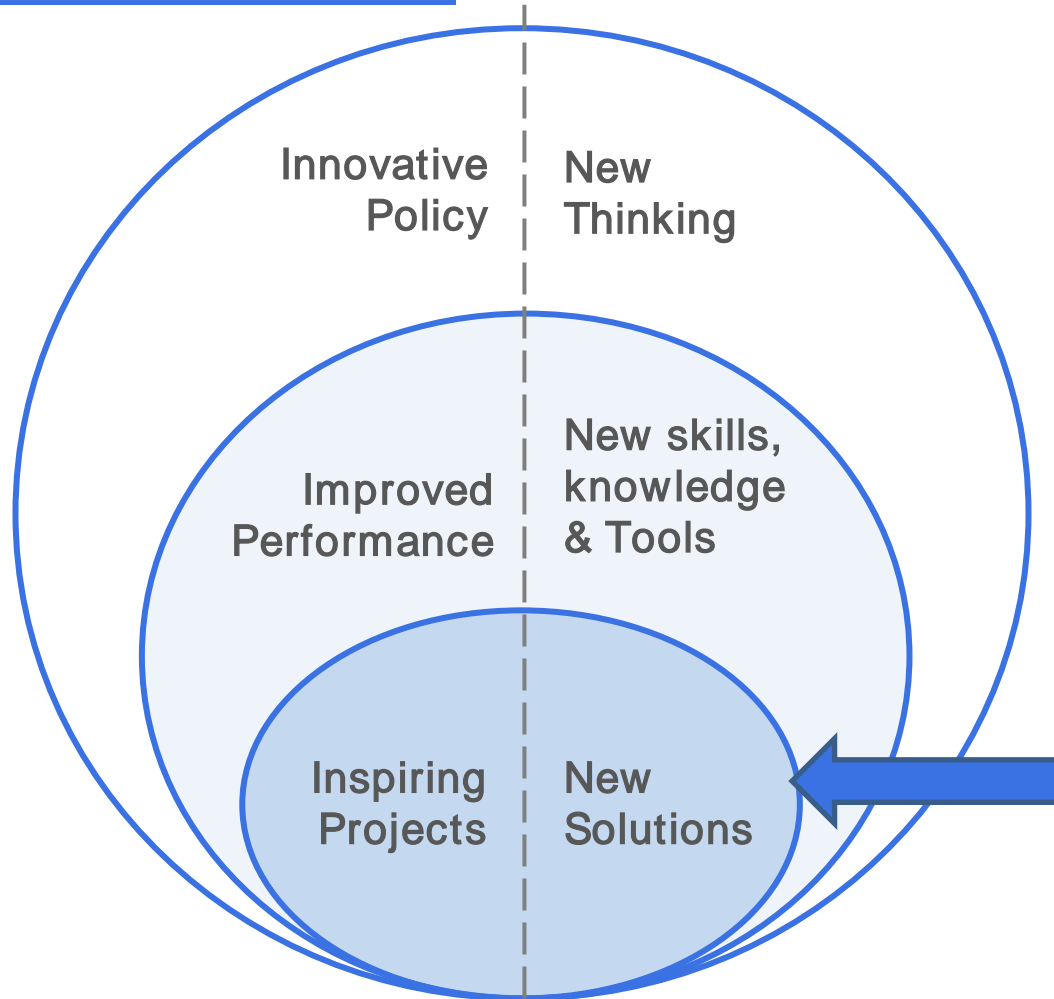 Innovative
Policy
New
Thinking
Improved
Performance
New skills,
knowledge
& Tools
Inspiring
Projects
New
Solutions